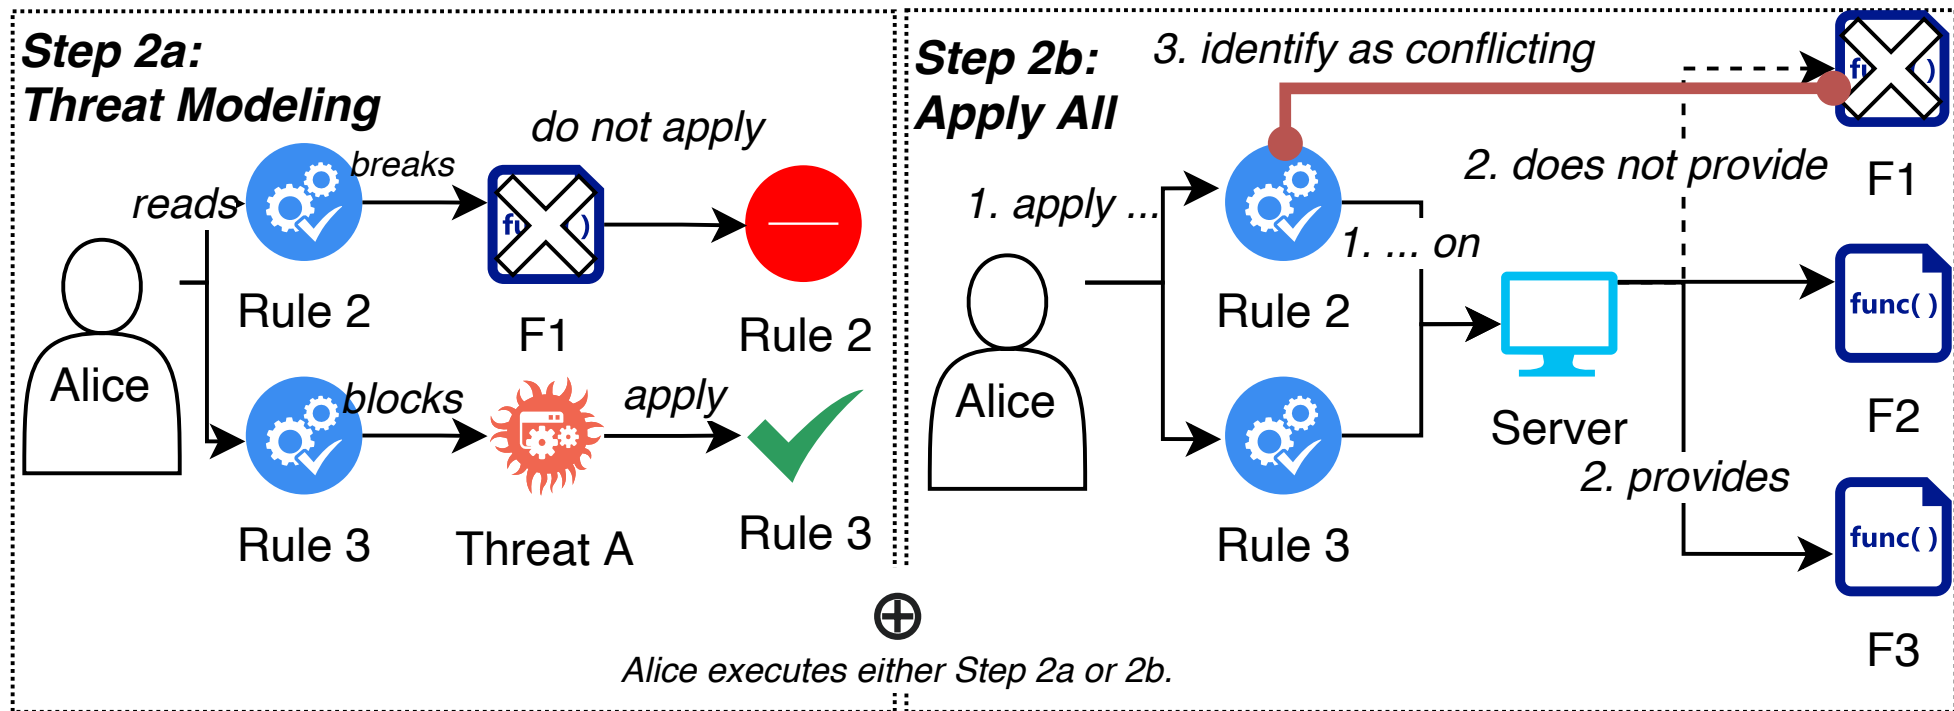 Step 2a:
Threat Modeling
do not apply
breaks
reads
fu )
Rule 2
F1
Rule 2
Alice
blocks
apply
Rule 3
Threat A
Rule 3
Step 2b:
Apply All
3. identify as conflicting
fu )
F1
2. does not provide
1. apply ...
1. ... on
Rule 2
func( )
F2
Alice
Server
2. provides
Rule 3
func( )
F3
Alice executes either Step 2a or 2b.